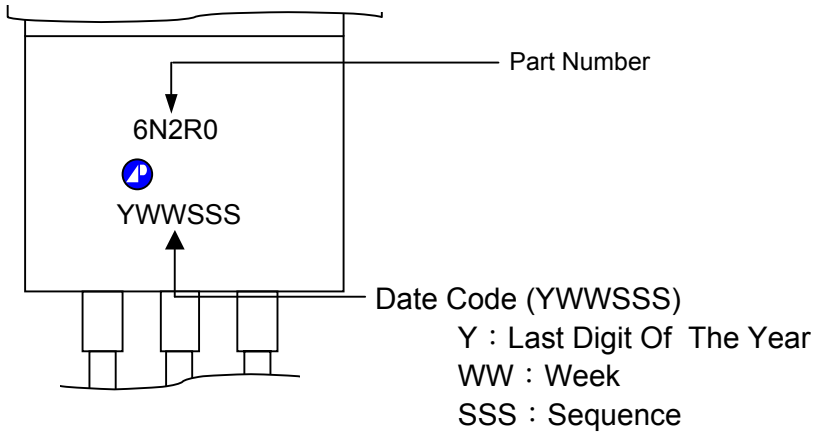 Part Number
6N2R0
YWWSSS
Date Code (YWWSSS)
Y：Last Digit Of The Year
WW：Week
SSS：Sequence